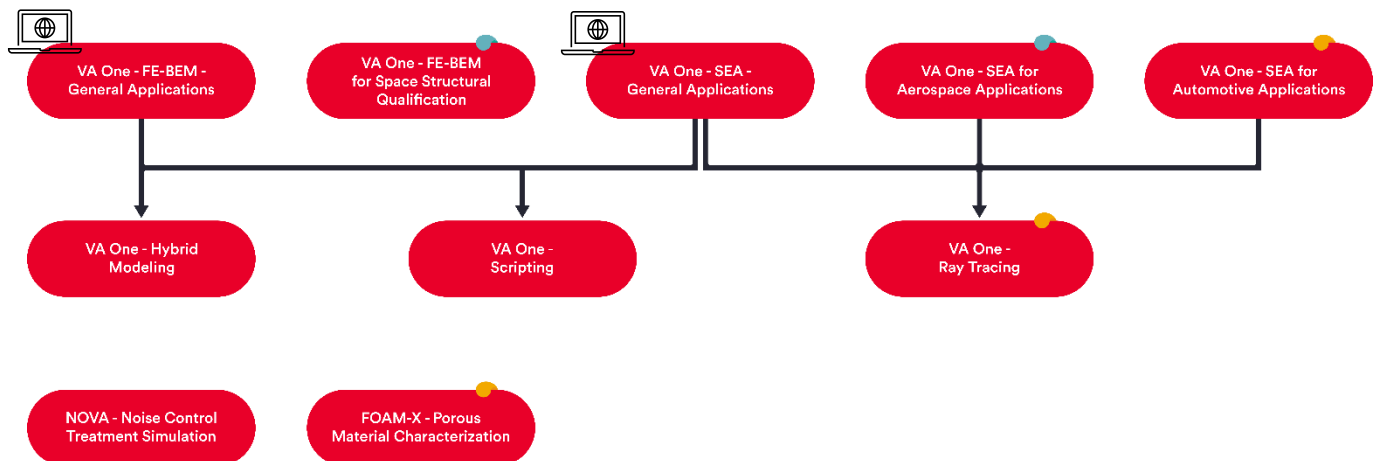 VA One - FE-BEM -
General Applications
VA One - FE-BEM
for Space Structural
Qualification
VA One - SEA -
General Applications
VA One - SEA for
Aerospace Applications
VA One - SEA for
Automotive Applications
VA One - Hybrid
Modeling
VA One -
Scripting
VA One -
Ray Tracing
NOVA - Noise Control
Treatment Simulation
FOAM-X - Porous
Material Characterization